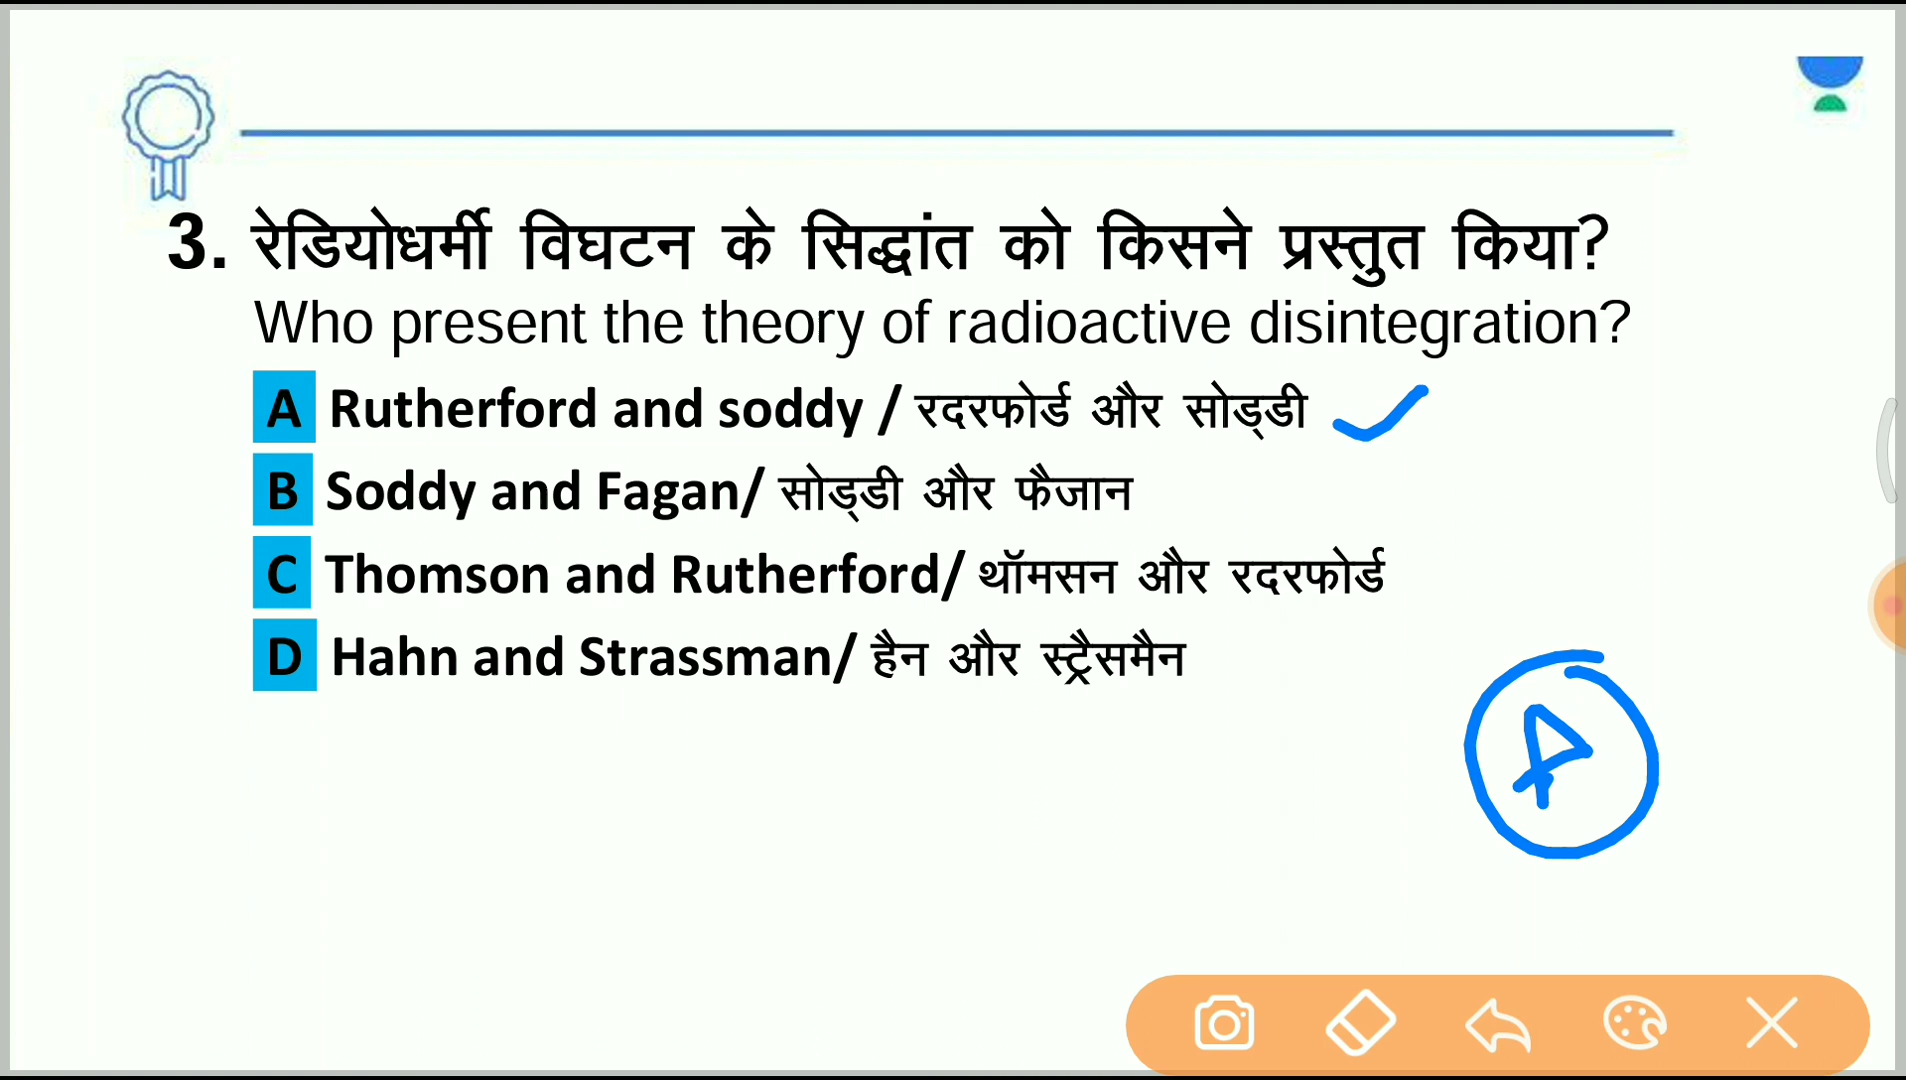 3. रेडियोधर्मी विघटन के सिद्धांत को किसने प्रस्तुत किया?
Who present the theory of radioactive disintegration?
A Rutherford and soddy / रदरफोर्ड और सोड्डी
B Soddy and Fagan/ सोड्डी और फैजान
C Thomson and Rutherford/ थॉमसन और रदरफोर्ड
D Hahn and Strassman/ हैन और स्ट्रैसमैन
A